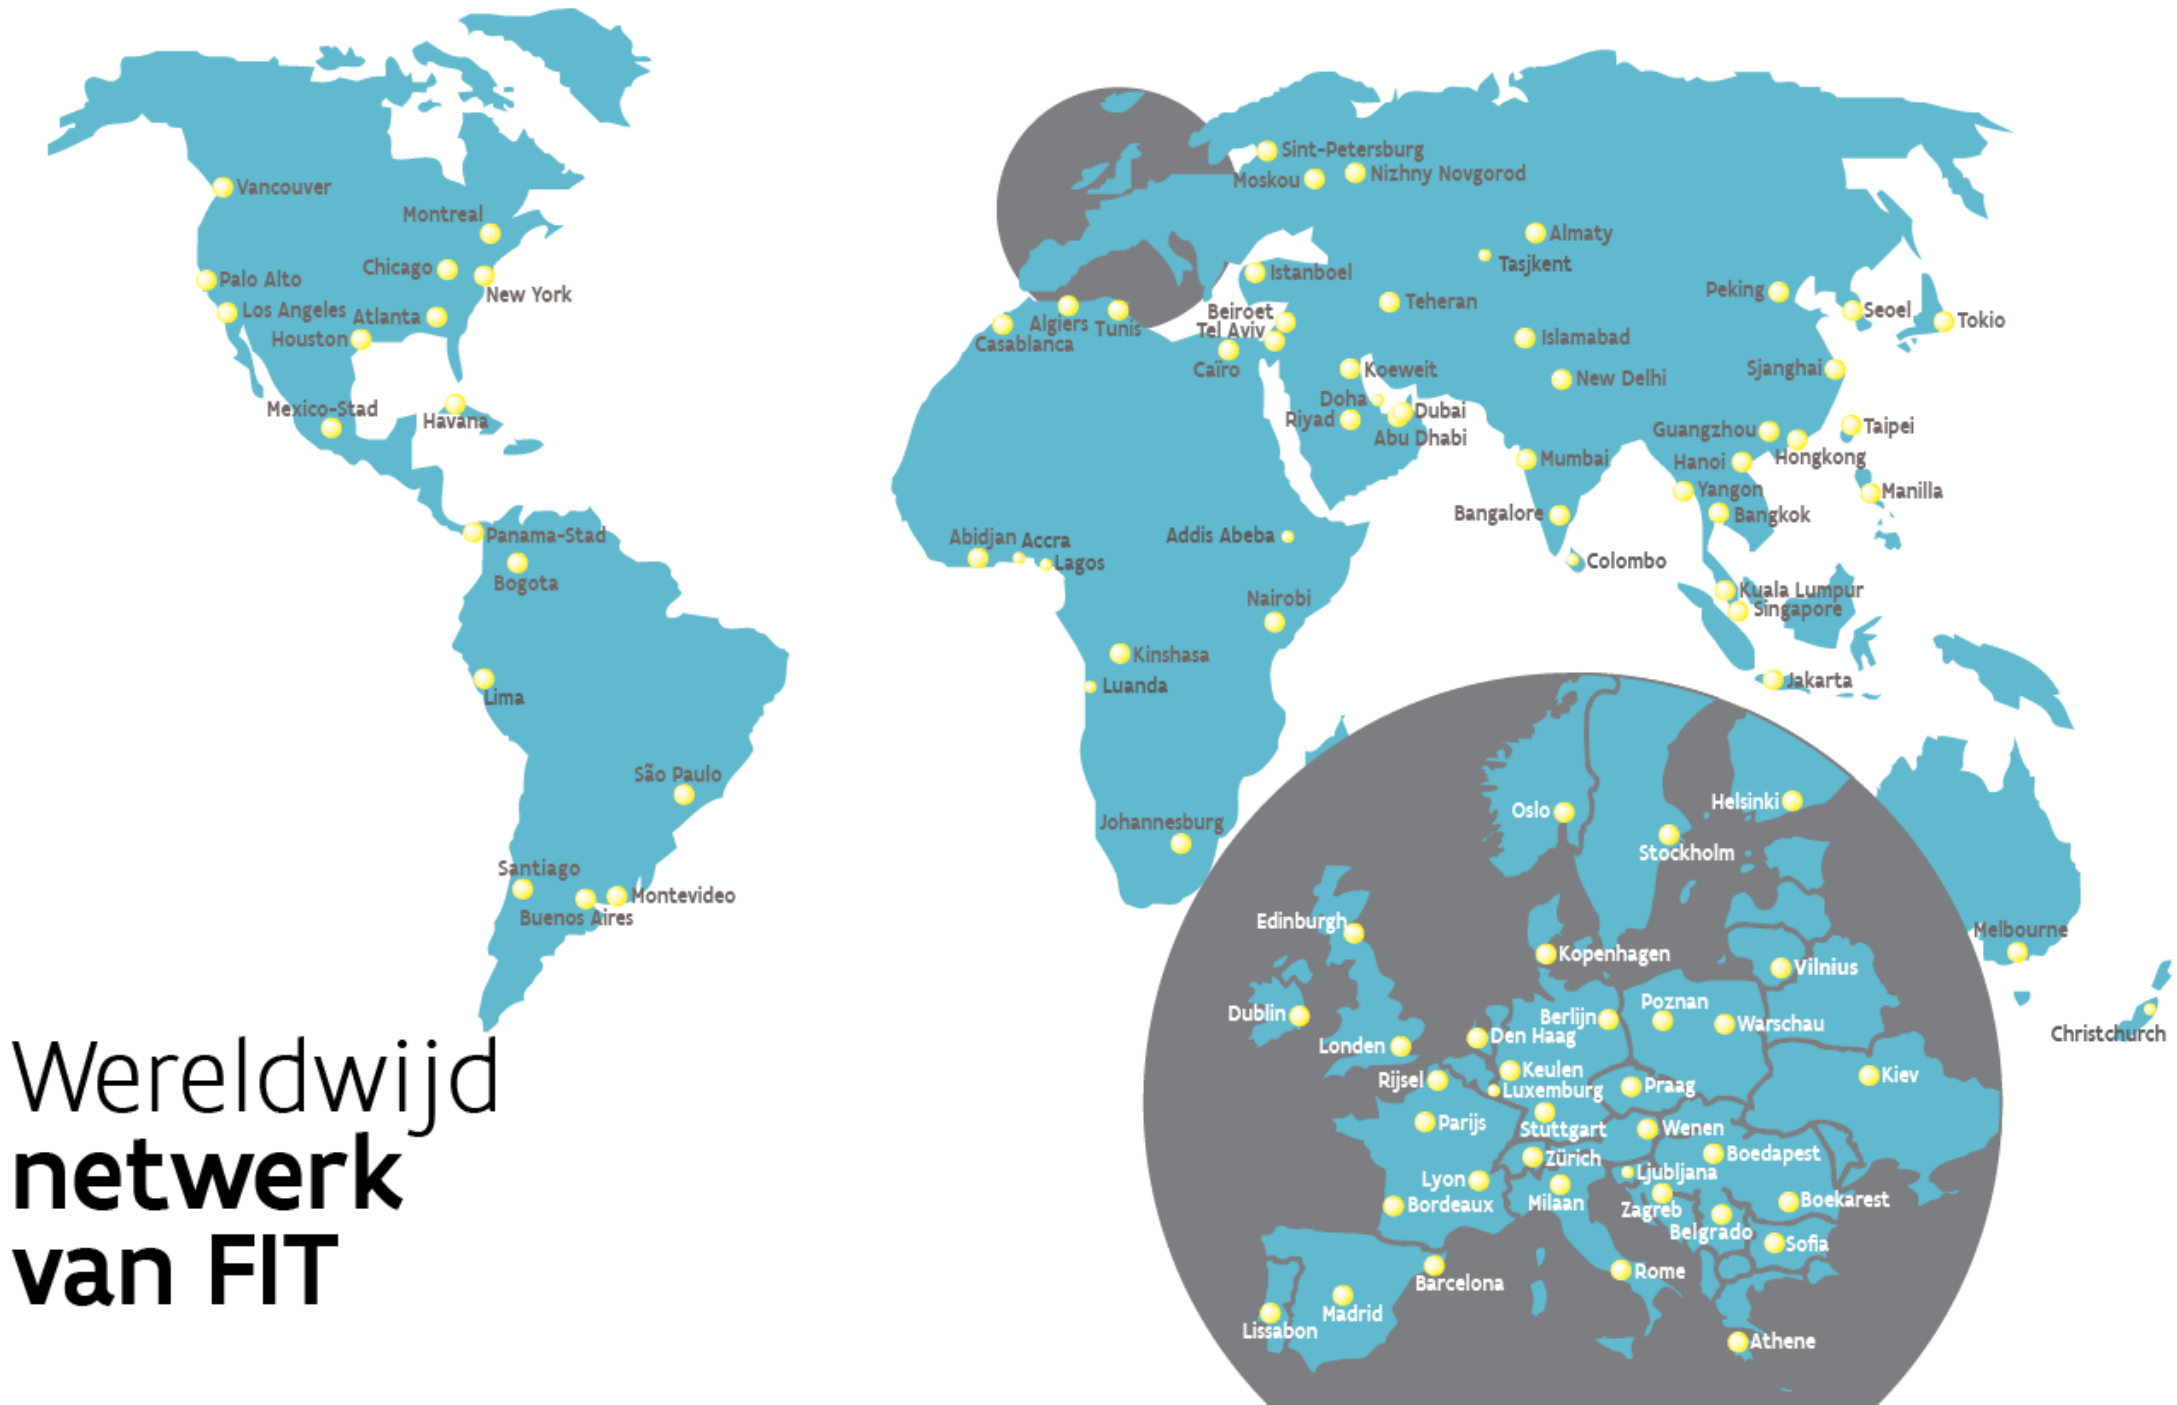 Vancouver
Montreal
Chicago
New York
Palo Alto
Los Angeles
Atlanta
Houston
Mexico-Stad
Havana
Panama-Stad
Bogota
Lima
São Paulo
Santiago
Buenos Aires
Montevideo
Sint-Petersburg
Moskou
Nizhny Novgorod
Almaty
Tasjkent
Istanboel
Teheran
Beiroet
Tel Aviv
Algiers
Tunis
Casablanca
Caïro
Koeweit
Doha
Riyad
Dubai
Abu Dhabi
Islamabad
New Delhi
Peking
Seoel
Tokio
Sjanghai
Guangzhou
Taipei
Hongkong
Hanoi
Mumbai
Yangon
Manilla
Bangalore
Bangkok
Colombo
Kuala Lumpur
Singapore
Jakarta
Abidjan
Accra
Lagos
Addis Abeba
Nairobi
Kinshasa
Luanda
Johannesburg
Melbourne
Christchurch
Oslo
Helsinki
Stockholm
Edinburgh
Kopenhagen
Vilnius
Dublin
Londen
Den Haag
Berlijn
Poznan
Warschau
Rijsel
Keulen
Luxemburg
Praag
Kiev
Parijs
Stuttgart
Wenen
Zürich
Boedapest
Lyon
Ljubljana
Bordeaux
Milaan
Zagreb
Boekarest
Belgrado
Sofia
Barcelona
Rome
Madrid
Lissabon
Athene
Wereldwijd
netwerk
van FIT